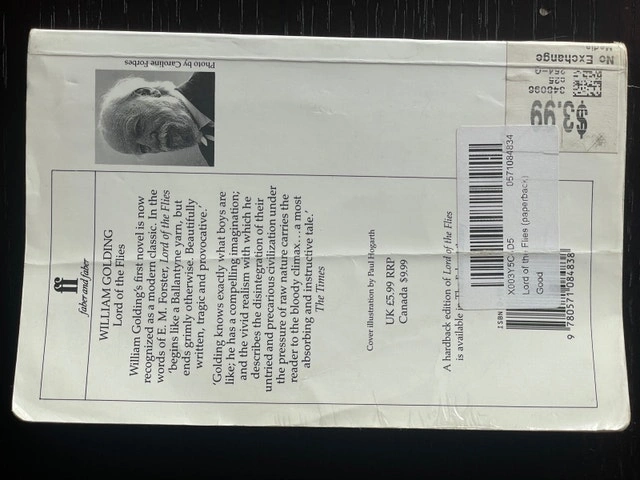 ff
faber and faber
WILLIAM GOLDING
Lord of the Flies
William Golding's first novel is now
recognized as a modern classic. In the
words of E. M. Forster, Lord of the Flies
'begins like a Ballantyne yarn, but
ends grimly otherwise. Beautifully
written, tragic and provocative.'
'Golding knows exactly what boys are
like; he has a compelling imagination;
and the vivid realism with which he
describes the disintegration of their
untried and precarious civilization under
the pressure of raw nature carries the
reader to the bloody climax...a most
absorbing and instructive tale.'
The Times
Cover illustration by Paul Hogarth
UK £5.99 RRP
Canada $9.99
A hardback edition of Lord of the Flies
is available
ISBN
9 780571 084838
0571084834
X003Y5C
D5
Lord of the Flies (paperback)
Good
Photo by Caroline Forbes
No Exchange
Media
348096
$3.99